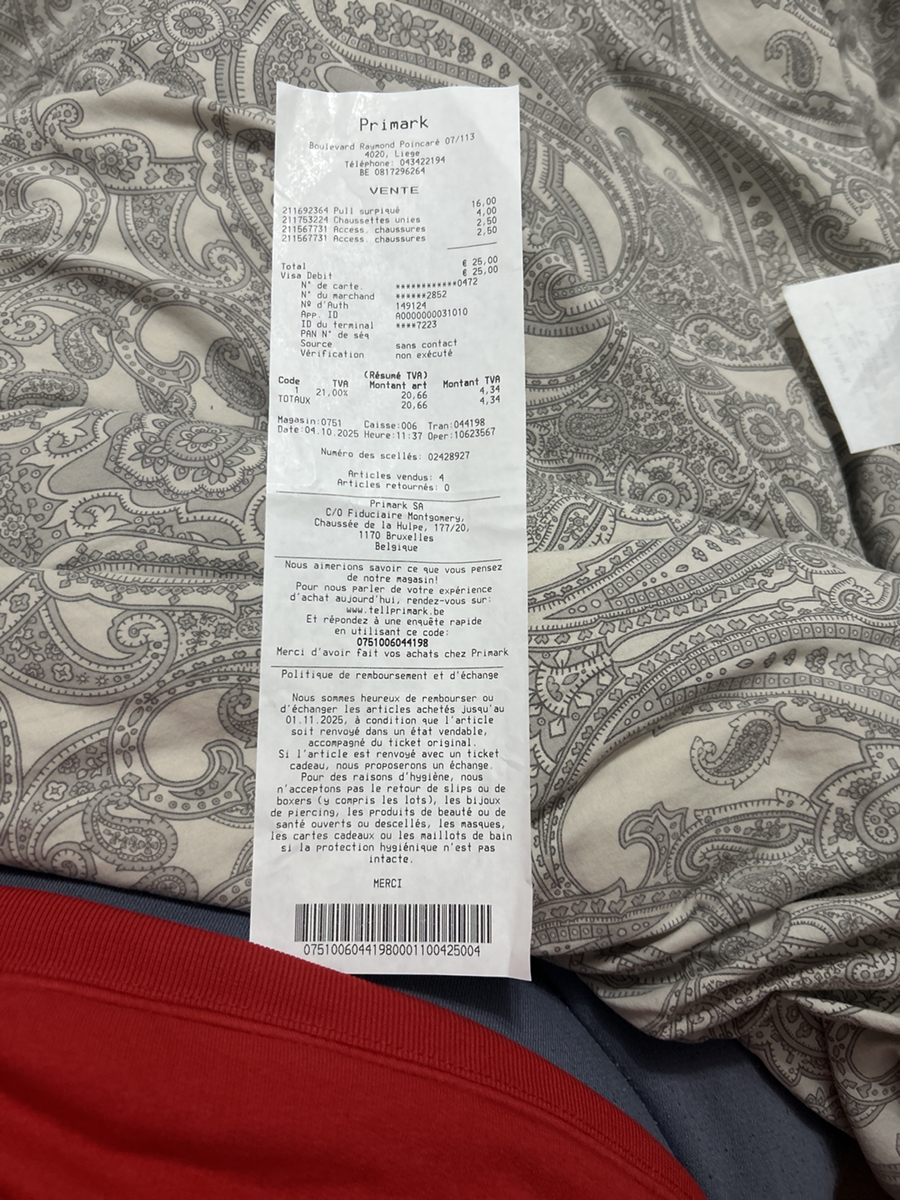 Primark
Boulevard Raymond Poincaré 07/113
4020, Liege
Téléphone: 043422194
BE 0817296264
VENTE
211692364 Pull surpiqué 16,00
211753224 Chaussettes unies 4,00
211567731 Access. chaussures 2,50
211567731 Access. chaussures 2,50
Total € 25,00
Visa Debit € 25,00
N° de carte. ************0472
N° du marchand ******2852
Nº d'Auth 149124
App. ID A0000000031010
ID du terminal ****7223
PAN N° de séq
Source sans contact
Vérification non exécuté
(Résumé TVA)
Code TVA Montant art Montant TVA
1 21,00% 20,66 4,34
TOTAUX 20,66 4,34
Magasin:0751 Caisse:006 Tran:044198
Date:04.10.2025 Heure:11:37 Oper:10623567
Numéro des scellés: 02428927
Articles vendus: 4
Articles retournés: 0
Primark SA
C/O Fiduciaire Montgomery,
Chaussée de la Hulpe, 177/20,
1170 Bruxelles
Belgique
Nous aimerions savoir ce que vous pensez
de notre magasin!
Pour nous parler de votre expérience
d'achat aujourd'hui, rendez-vous sur:
www.tellprimark.be
Et répondez à une enquête rapide
en utilisant ce code:
0751006044198
Merci d'avoir fait vos achats chez Primark
Politique de remboursement et d'échange
Nous sommes heureux de rembourser ou
d'échanger les articles achetés jusqu'au
01.11.2025, à condition que l'article
soit renvoyé dans un état vendable,
accompagné du ticket original.
Si l'article est renvoyé avec un ticket
cadeau, nous proposerons un échange.
Pour des raisons d'hygiène, nous
n'acceptons pas le retour de slips ou de
boxers (y compris les lots), les bijoux
de piercing, les produits de beauté ou de
santé ouverts ou descellés, les masques,
les cartes cadeaux ou les maillots de bain
si la protection hygiénique n'est pas
intacte.
MERCI
07510060441980001100425004